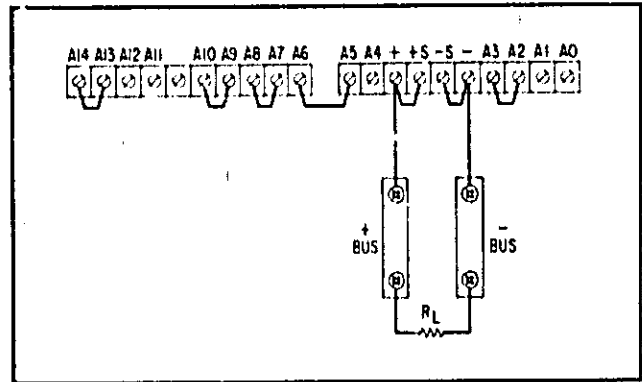 A14 A13 A12 A11 A10 A9 A8 A7 A6 A5 A4 + +S -S - A3 A2 A1 A0
+ BUS
- BUS
RL